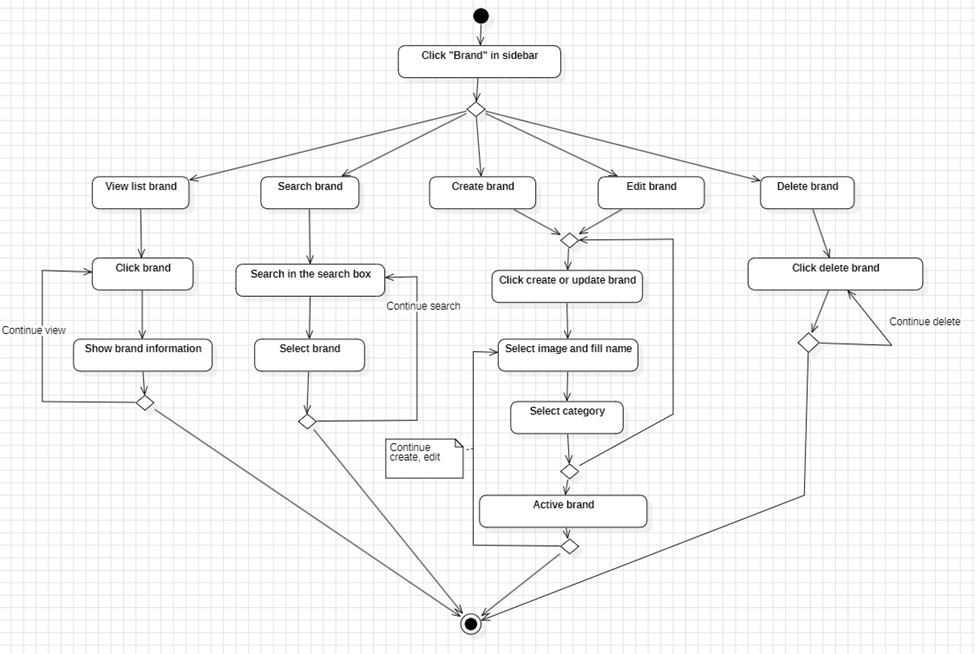 Click "Brand" in sidebar
View list brand
Search brand
Create brand
Edit brand
Delete brand
Click brand
Search in the search box
Click create or update brand
Click delete brand
Continue search
Continue view
Continue delete
Show brand information
Select brand
Select image and fill name
Select category
Continue
create, edit
Active brand